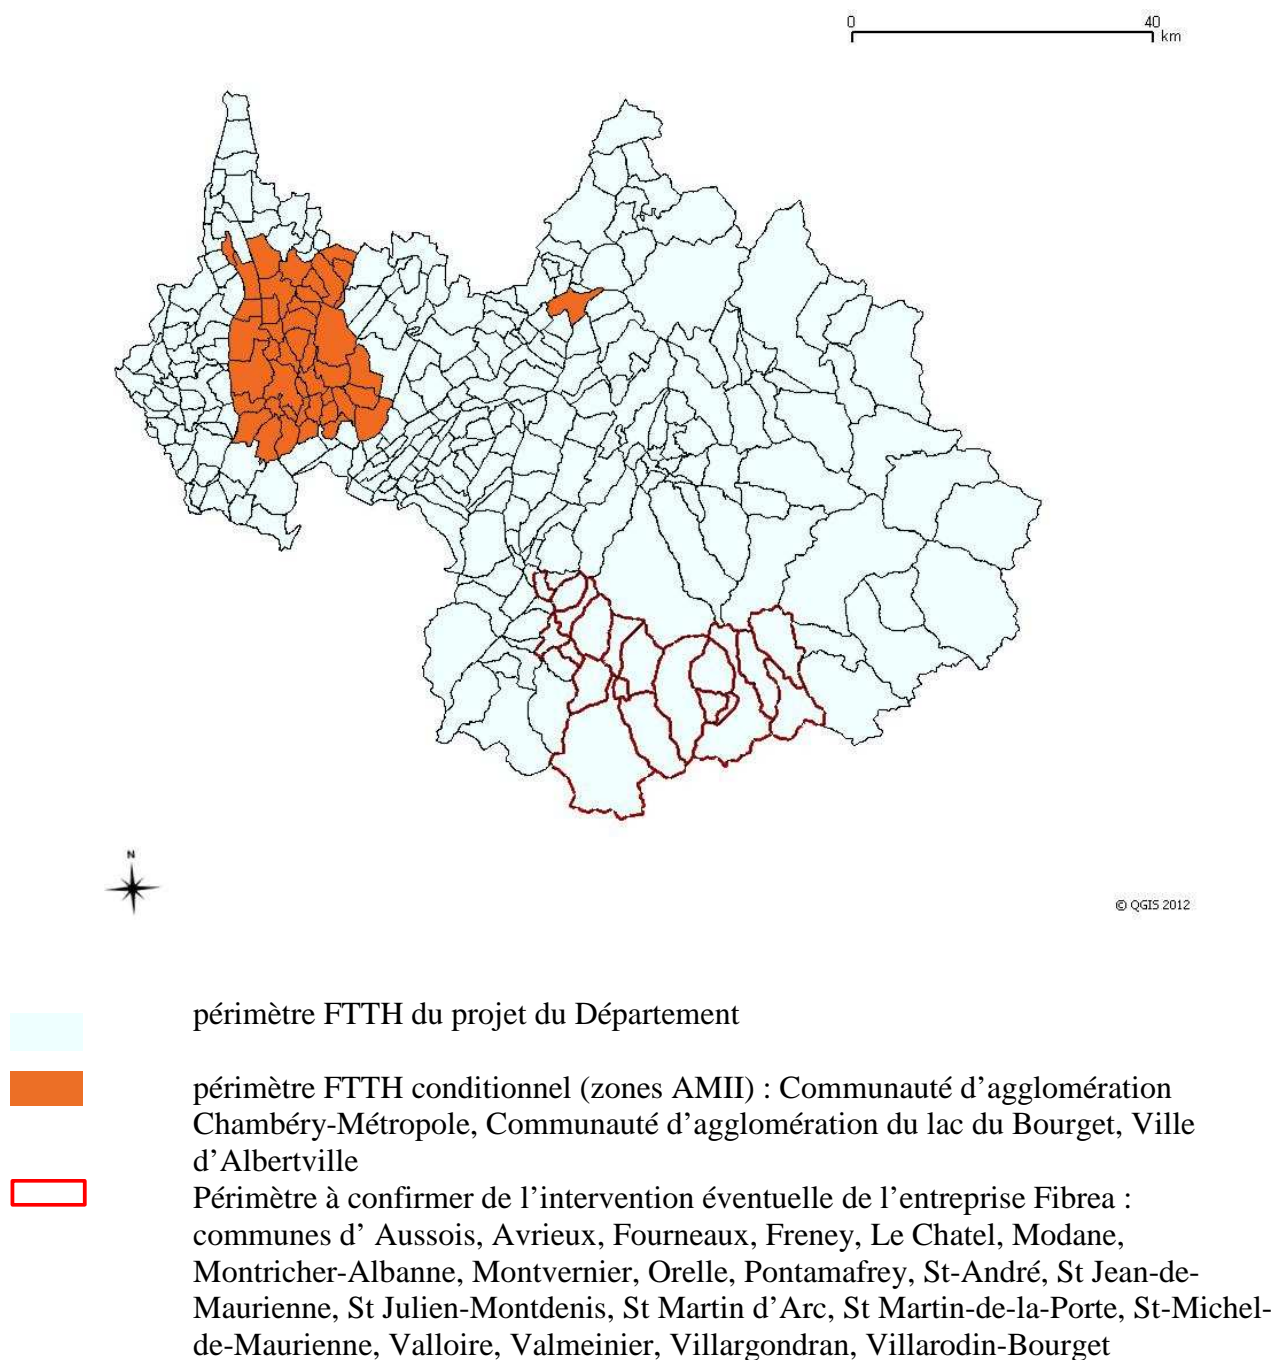 0 40
km
N
© QGIS 2012
périmètre FTTH du projet du Département
périmètre FTTH conditionnel (zones AMII) : Communauté d’agglomération
Chambéry-Métropole, Communauté d’agglomération du lac du Bourget, Ville
d’Albertville
Périmètre à confirmer de l’intervention éventuelle de l’entreprise Fibrea :
communes d’ Aussois, Avrieux, Fourneaux, Freney, Le Chatel, Modane,
Montricher-Albanne, Montvernier, Orelle, Pontamafrey, St-André, St Jean-de-
Maurienne, St Julien-Montdenis, St Martin d’Arc, St Martin-de-la-Porte, St-Michel-
de-Maurienne, Valloire, Valmeinier, Villargondran, Villarodin-Bourget